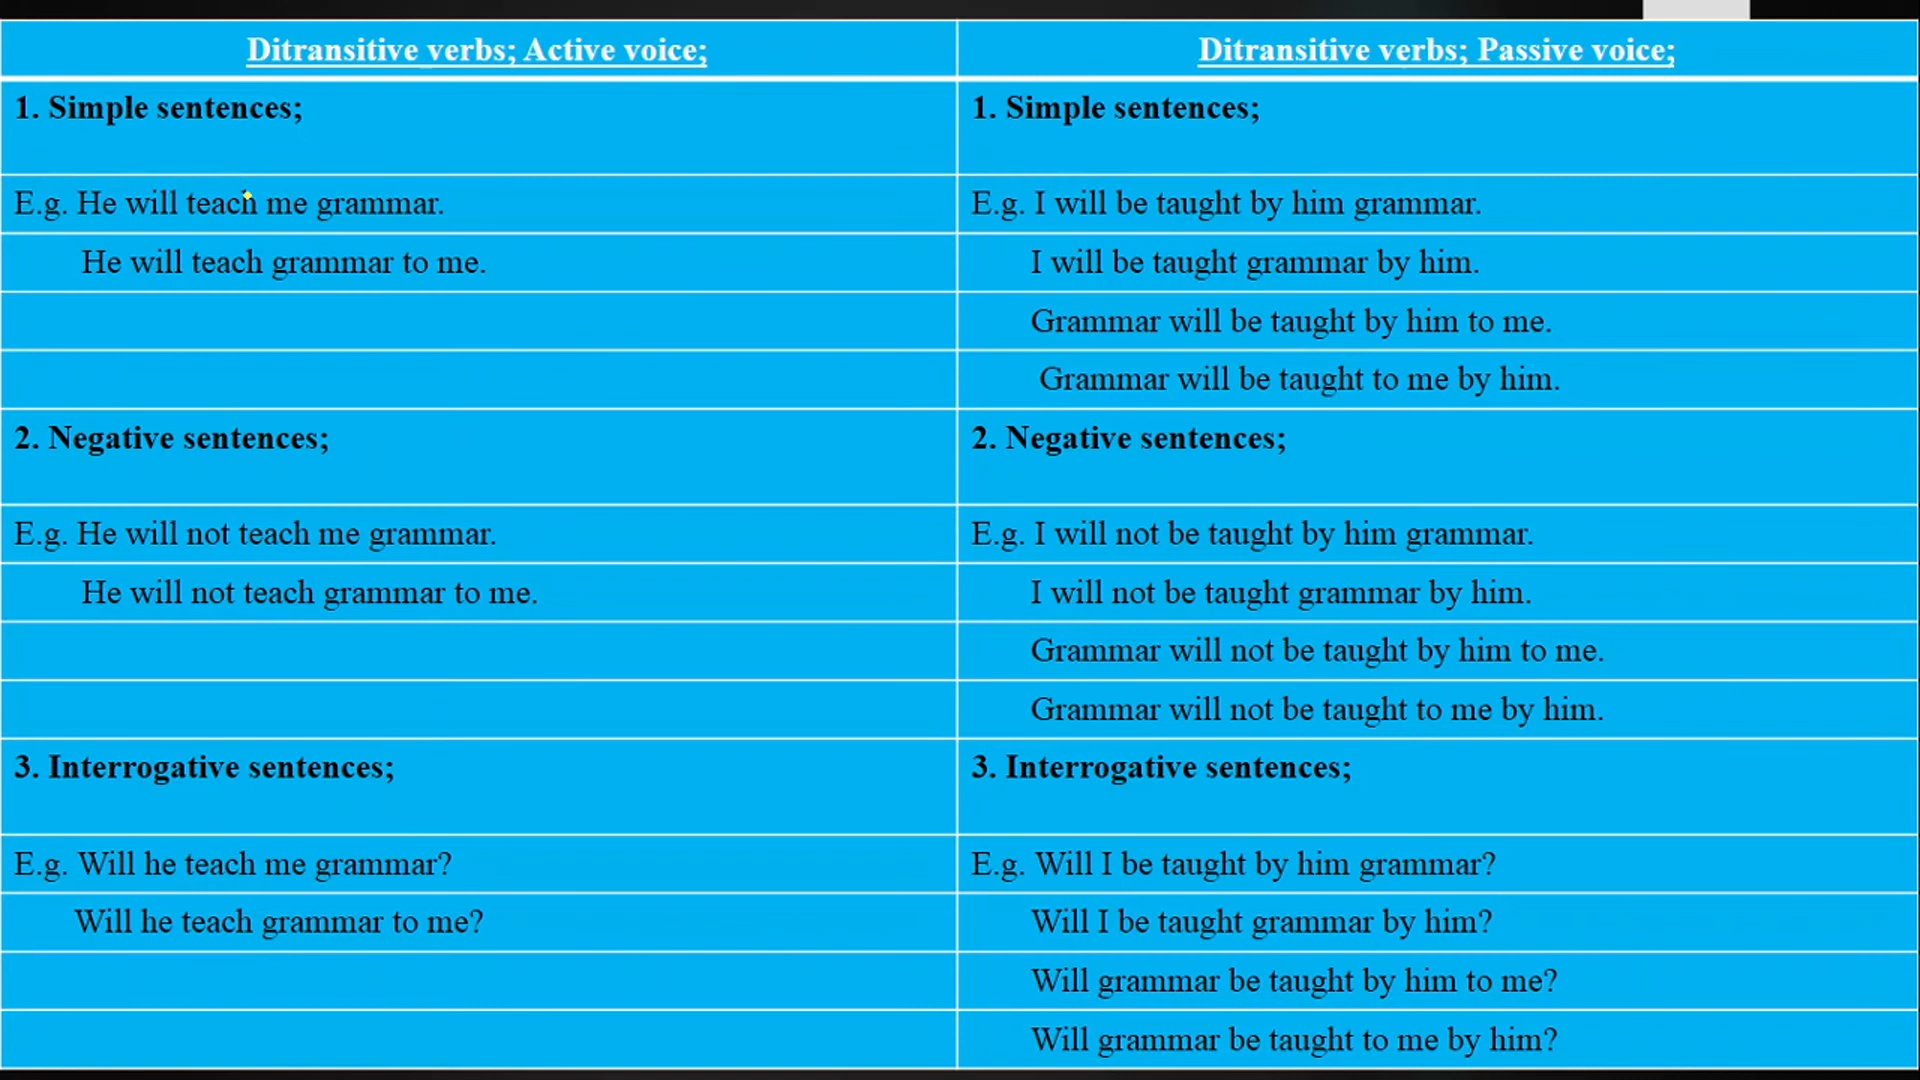 Ditransitive verbs; Active voice;
Ditransitive verbs; Passive voice;
1. Simple sentences;
1. Simple sentences;
E.g. He will teach me grammar.
E.g. I will be taught by him grammar.
He will teach grammar to me.
I will be taught grammar by him.
Grammar will be taught by him to me.
Grammar will be taught to me by him.
2. Negative sentences;
2. Negative sentences;
E.g. He will not teach me grammar.
E.g. I will not be taught by him grammar.
He will not teach grammar to me.
I will not be taught grammar by him.
Grammar will not be taught by him to me.
Grammar will not be taught to me by him.
3. Interrogative sentences;
3. Interrogative sentences;
E.g. Will he teach me grammar?
E.g. Will I be taught by him grammar?
Will he teach grammar to me?
Will I be taught grammar by him?
Will grammar be taught by him to me?
Will grammar be taught to me by him?